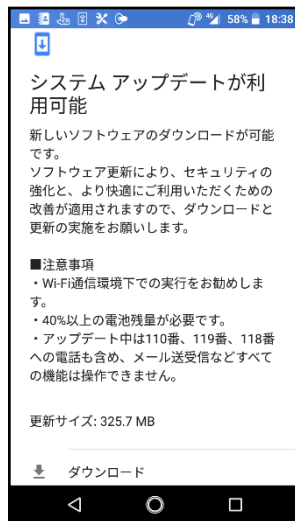 4G 58% 18:38
システム アップデートが利
用可能
新しいソフトウェアのダウンロードが可能
です。
ソフトウェア更新により、セキュリティの
強化と、より快適にご利用いただくための
改善が適用されますので、ダウンロードと
更新の実施をお願いします。
■注意事項
・Wi-Fi通信環境下での実行をお勧めしま
す。
・40%以上の電池残量が必要です。
・アップデート中は110番、119番、118番
への電話も含め、メール送受信などすべて
の機能は操作できません。
更新サイズ: 325.7 MB
ダウンロード